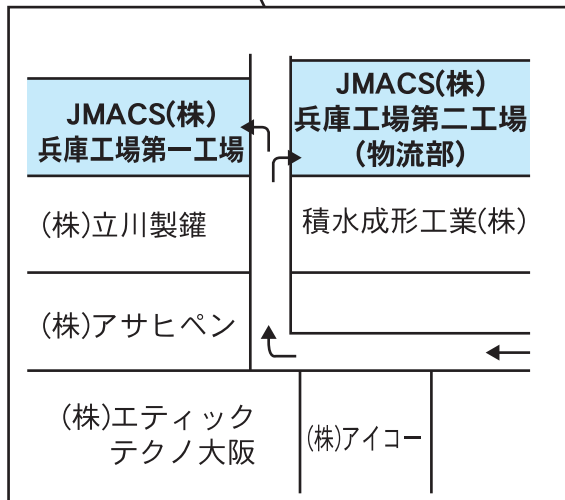 JMACS(株)
兵庫工場第一工場
JMACS(株)
兵庫工場第二工場
(物流部)
(株)立川製鑵
積水成形工業(株)
(株)アサヒペン
(株)エティック
テクノ大阪
(株)アイコー